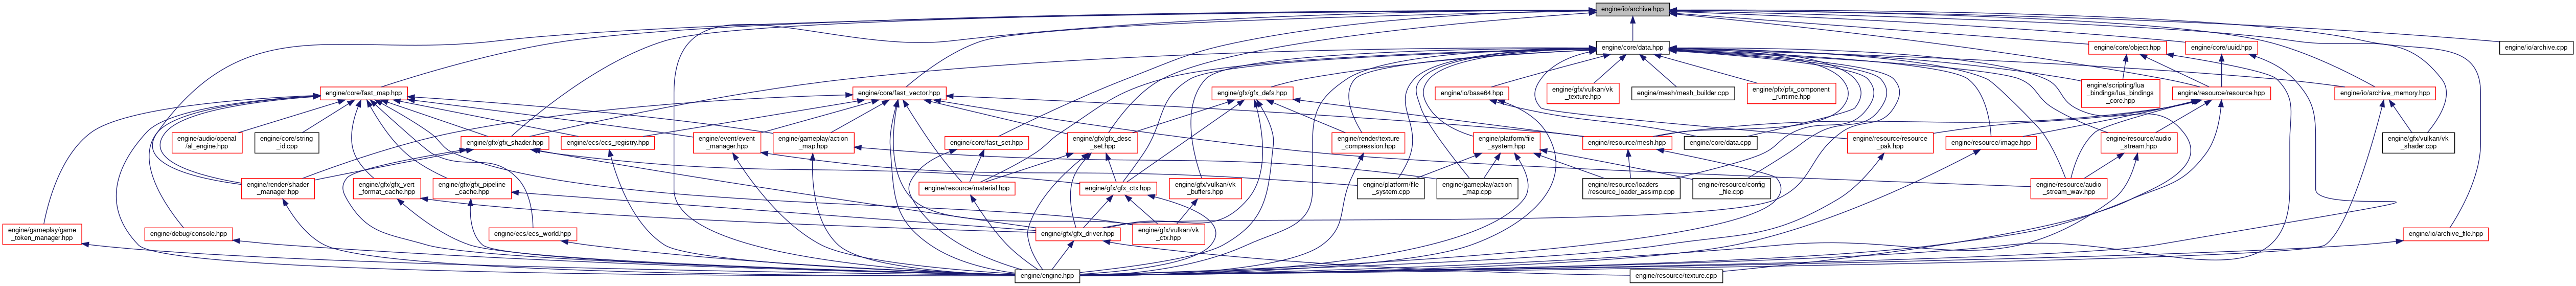 engine/io/archive.hpp
engine/core/data.hpp
engine/core/object.hpp
engine/core/uuid.hpp
engine/io/archive.cpp
engine/core/fast_map.hpp
engine/core/fast_vector.hpp
engine/gfx/gfx_defs.hpp
engine/io/base64.hpp
engine/gfx/vulkan/vk
_texture.hpp
engine/mesh/mesh_builder.cpp
engine/pfx/pfx_component
_runtime.hpp
engine/scripting/lua
_bindings/lua_bindings
_core.hpp
engine/resource/resource.hpp
engine/io/archive_memory.hpp
engine/audio/openal
/al_engine.hpp
engine/core/string
_id.cpp
engine/gfx/gfx_shader.hpp
engine/ecs/ecs_registry.hpp
engine/event/event
_manager.hpp
engine/gameplay/action
_map.hpp
engine/core/fast_set.hpp
engine/gfx/gfx_desc
_set.hpp
engine/render/texture
_compression.hpp
engine/platform/file
_system.hpp
engine/resource/mesh.hpp
engine/core/data.cpp
engine/resource/resource
_pak.hpp
engine/resource/image.hpp
engine/resource/audio
_stream.hpp
engine/gfx/vulkan/vk
_shader.cpp
engine/render/shader
_manager.hpp
engine/gfx/gfx_vert
_format_cache.hpp
engine/gfx/gfx_pipeline
_cache.hpp
engine/resource/material.hpp
engine/gfx/gfx_ctx.hpp
engine/gfx/vulkan/vk
_buffers.hpp
engine/platform/file
_system.cpp
engine/gameplay/action
_map.cpp
engine/resource/loaders
/resource_loader_assimp.cpp
engine/resource/config
_file.cpp
engine/resource/audio
_stream_wav.hpp
engine/gameplay/game
_token_manager.hpp
engine/debug/console.hpp
engine/ecs/ecs_world.hpp
engine/gfx/gfx_driver.hpp
engine/gfx/vulkan/vk
_ctx.hpp
engine/io/archive_file.hpp
engine/engine.hpp
engine/resource/texture.cpp